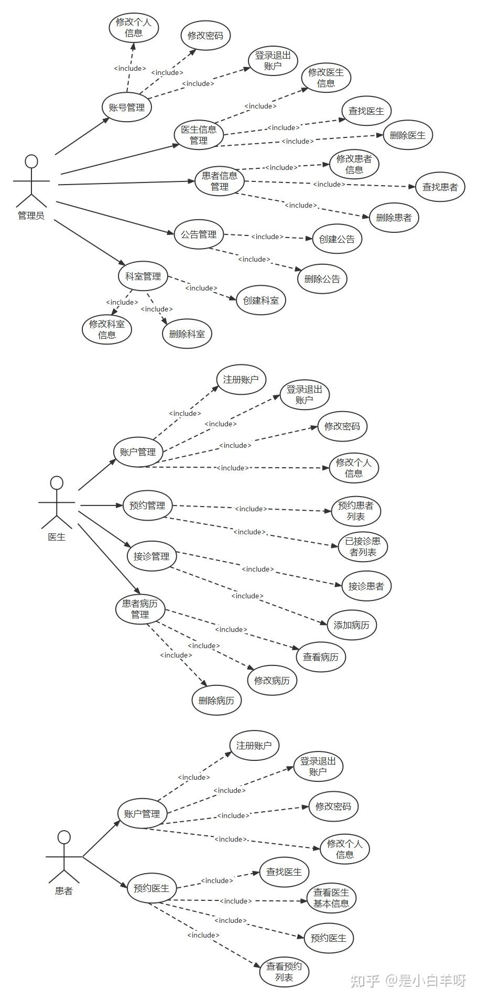 修改个人
信息
修改密码
<include>
<include>
登录退出
账户
<include>
账号管理
修改医生
信息
<include>
医生信息
管理
查找医生
<include>
删除医生
<include>
修改患者
信息
<include>
患者信息
管理
<include>
查找患者
<include>
删除患者
管理员
公告管理
<include>
创建公告
<include>
删除公告
科室管理
<include>
创建科室
<include>
<include>
修改科室
信息
删除科室
注册账户
登录退出
账户
<include>
<include>
修改密码
<include>
账户管理
<include>
修改个人
信息
预约管理
<include>
预约患者
列表
<include>
已接诊患
者列表
医生
接诊管理
<include>
接诊患者
<include>
添加病历
患者病历
管理
<include>
查看病历
<include>
修改病历
<include>
删除病历
注册账户
登录退出
账户
<include>
<include>
修改密码
<include>
账户管理
<include>
修改个人
信息
患者
预约医生
<include>
查找医生
<include>
查看医生
基本信息
<include>
预约医生
<include>
查看预约
列表
知乎 @是小白羊呀